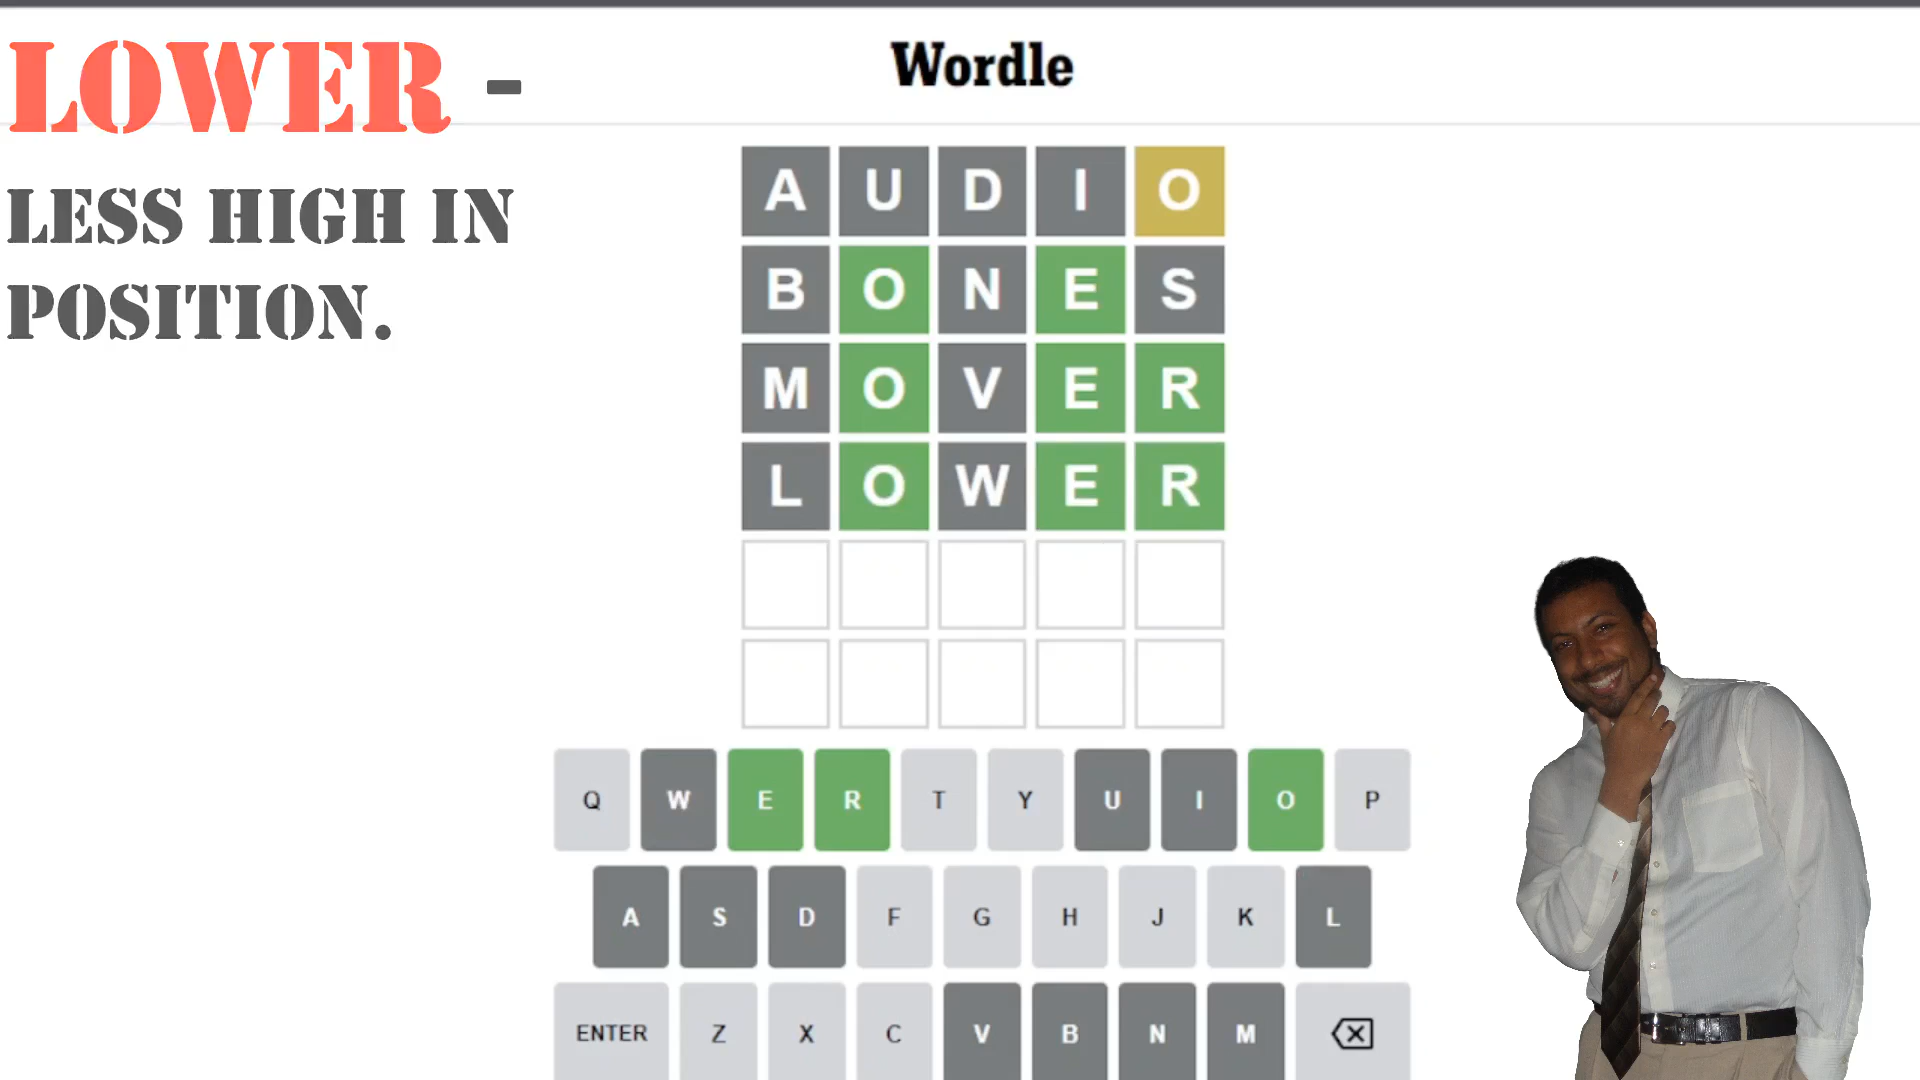 LOWER -
LESS HIGH IN
POSITION.
Wordle
A U D I O
B O N E S
M O V E R
L O W E R
Q W E R T Y U I O P
A S D F G H J K L
ENTER Z X C V B N M